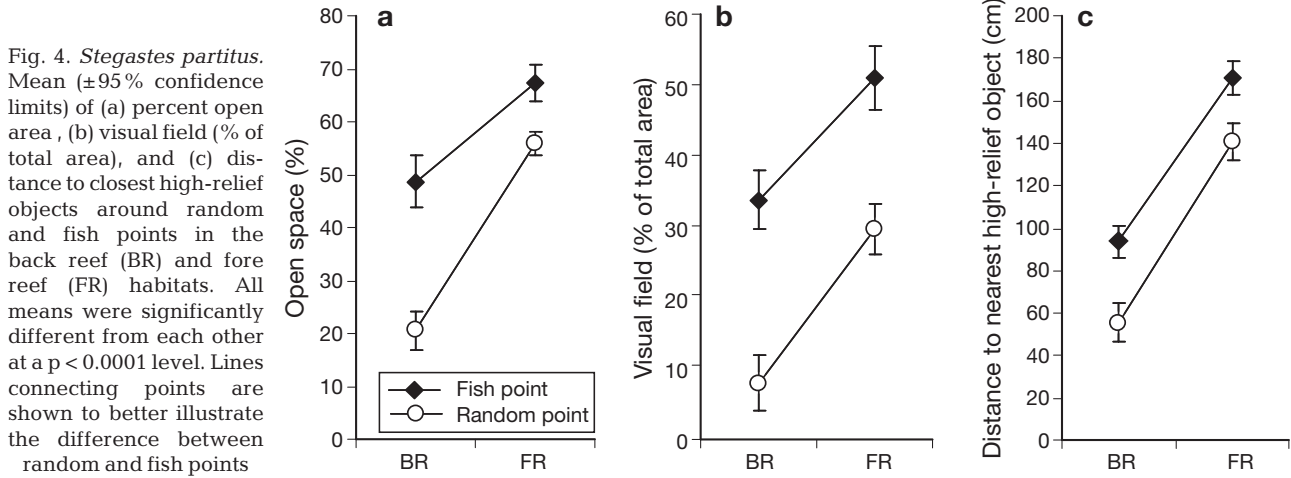 Fig. 4. Stegastes partitus.
Mean (±95% confidence
limits) of (a) percent open
area , (b) visual field (% of
total area), and (c) dis-
tance to closest high-relief
objects around random
and fish points in the
back reef (BR) and fore
reef (FR) habitats. All
means were significantly
different from each other
at a p < 0.0001 level. Lines
connecting points are
shown to better illustrate
the difference between
random and fish points
a
Open space (%)
80
70
60
50
40
30
20
10
0
Fish point
Random point
BR FR
b
Visual field (% of total area)
60
50
40
30
20
10
0
BR FR
c
Distance to nearest high-relief object (cm)
200
180
160
140
120
100
80
60
40
20
0
BR FR